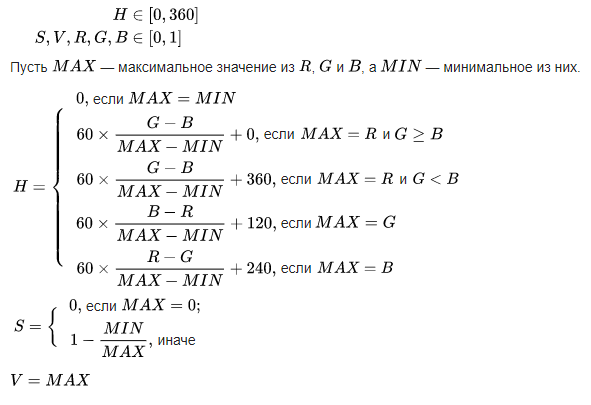 H ∈ [0, 360]
S, V, R, G, B ∈ [0, 1]
Пусть MAX — максимальное значение из R, G и B, а MIN — минимальное из них.
H = { 0, если MAX = MIN
60 × (G − B)/(MAX − MIN) + 0, если MAX = R и G ≥ B
60 × (G − B)/(MAX − MIN) + 360, если MAX = R и G < B
60 × (B − R)/(MAX − MIN) + 120, если MAX = G
60 × (R − G)/(MAX − MIN) + 240, если MAX = B
S = { 0, если MAX = 0;
1 − MIN/MAX, иначе
V = MAX